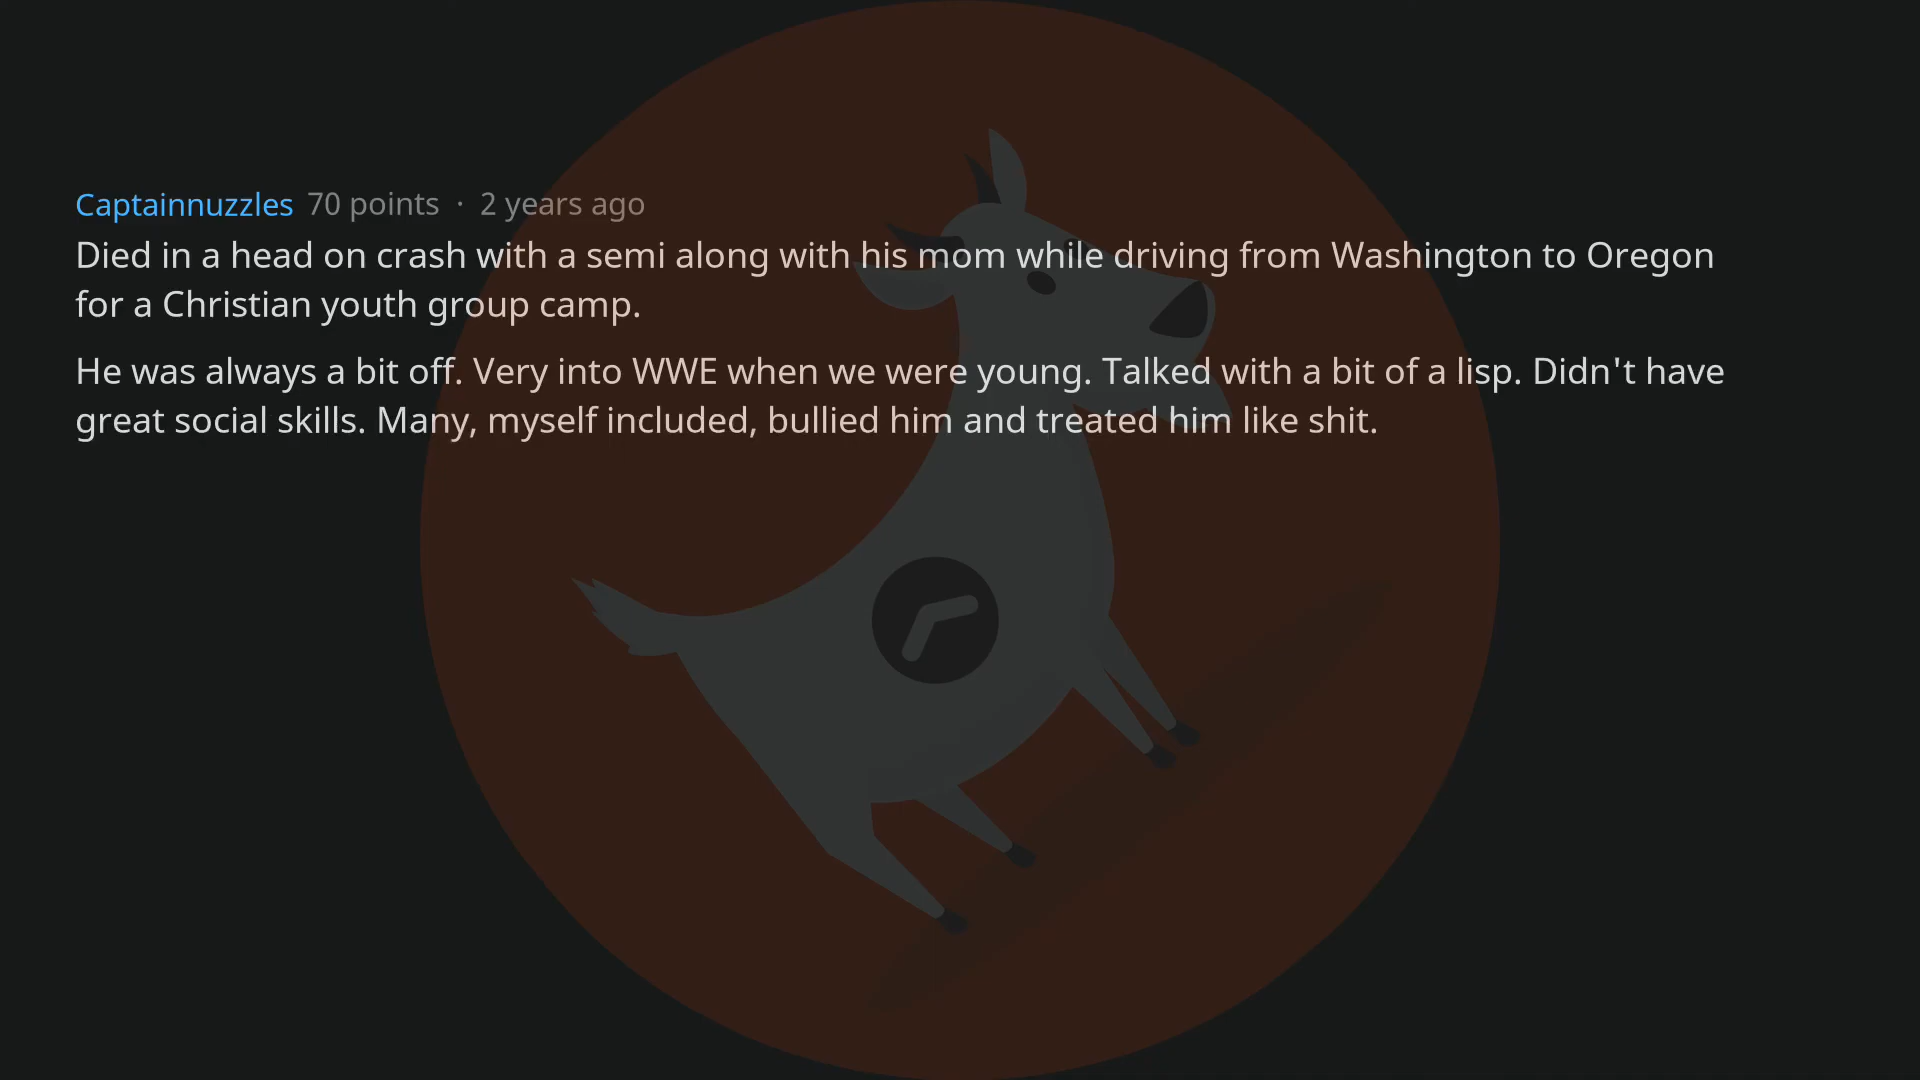 Captainnuzzles 70 points · 2 years ago
Died in a head on crash with a semi along with his mom while driving from Washington to Oregon
for a Christian youth group camp.
He was always a bit off. Very into WWE when we were young. Talked with a bit of a lisp. Didn't have
great social skills. Many, myself included, bullied him and treated him like shit.